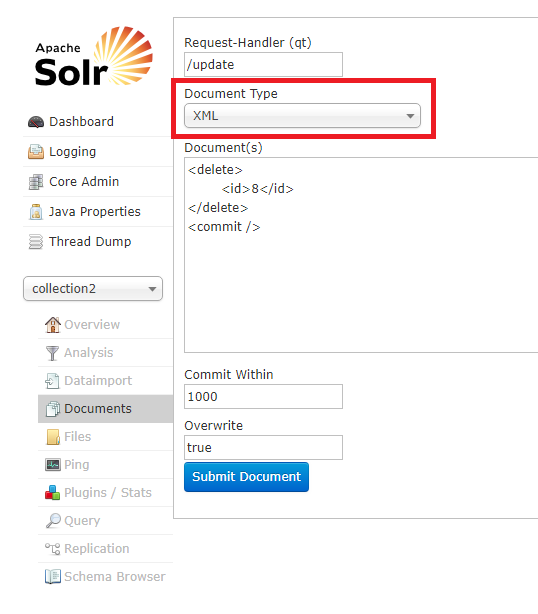 Apache
Solr
Dashboard
Logging
Core Admin
Java Properties
Thread Dump
collection2
Overview
Analysis
Dataimport
Documents
Files
Ping
Plugins / Stats
Query
Replication
Schema Browser
Request-Handler (qt)
/update
Document Type
XML
Document(s)
<delete>
<id>8</id>
</delete>
<commit />
Commit Within
1000
Overwrite
true
Submit Document